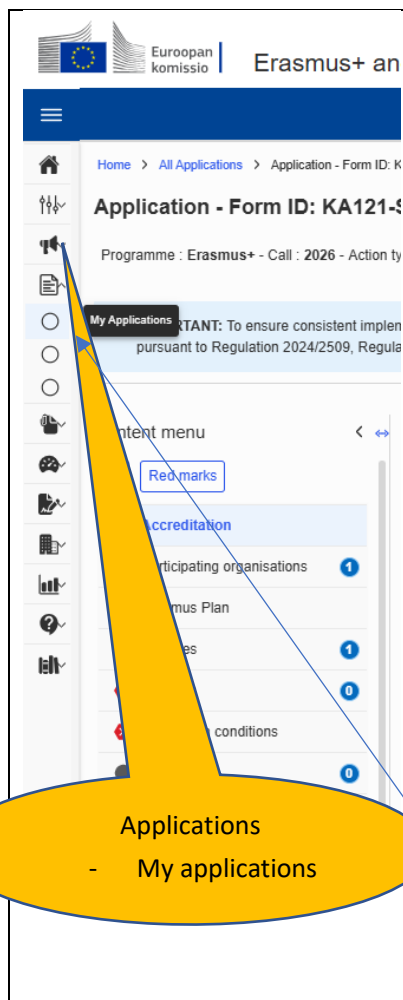 Euroopan
komissio
Erasmus+ an
Home > All Applications > Application - Form ID: K
Application - Form ID: KA121-S
Programme : Erasmus+ - Call : 2026 - Action ty
My Applications
TANT: To ensure consistent implem
pursuant to Regulation 2024/2509, Regula
ntent menu
Red marks
Accreditation
rticipating organisations 1
mus Plan
es 1
0
conditions
0
Applications
- My applications